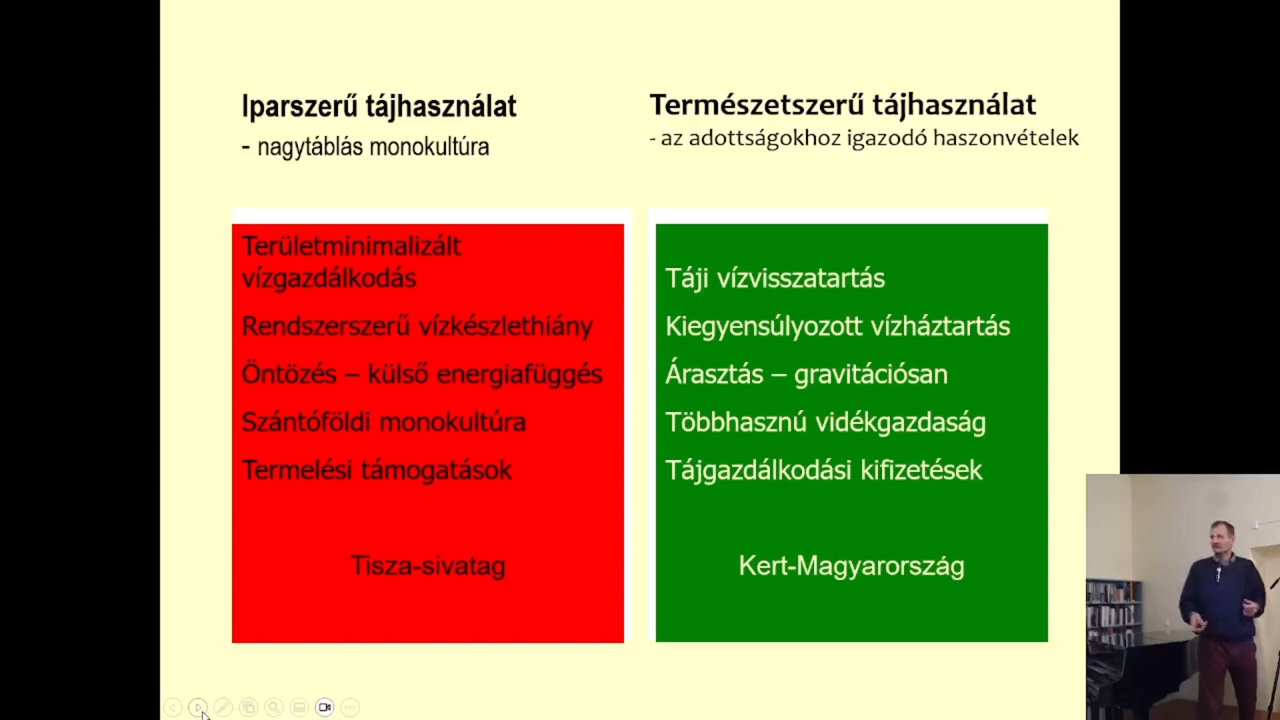 Iparszerű tájhasználat
- nagytáblás monokultúra
Természetszerű tájhasználat
- az adottságokhoz igazodó haszonvételek
Területminimalizált
vízgazdálkodás
Rendszerszerű vízkészlethiány
Öntözés – külső energiafüggés
Szántóföldi monokultúra
Termelési támogatások
Tisza-sivatag
Táji vízvisszatartás
Kiegyensúlyozott vízháztartás
Árasztás – gravitációsan
Többhasznú vidékgazdaság
Tájgazdálkodási kifizetések
Kert-Magyarország